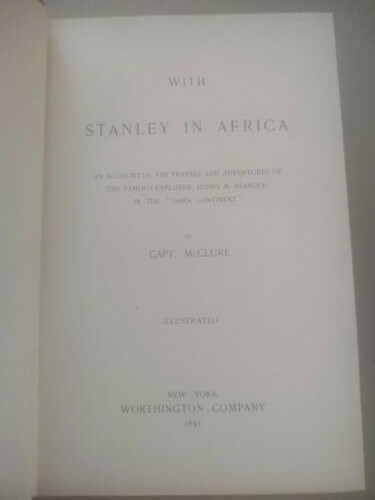 WITH
STANLEY IN AFRICA
AN ACCOUNT OF THE TRAVELS AND ADVENTURES OF
THE FAMOUS EXPLORER, HENRY M. STANLEY,
IN THE "DARK CONTINENT"
BY
CAPT. McCLURE
ILLUSTRATED
NEW YORK
WORTHINGTON COMPANY
1891